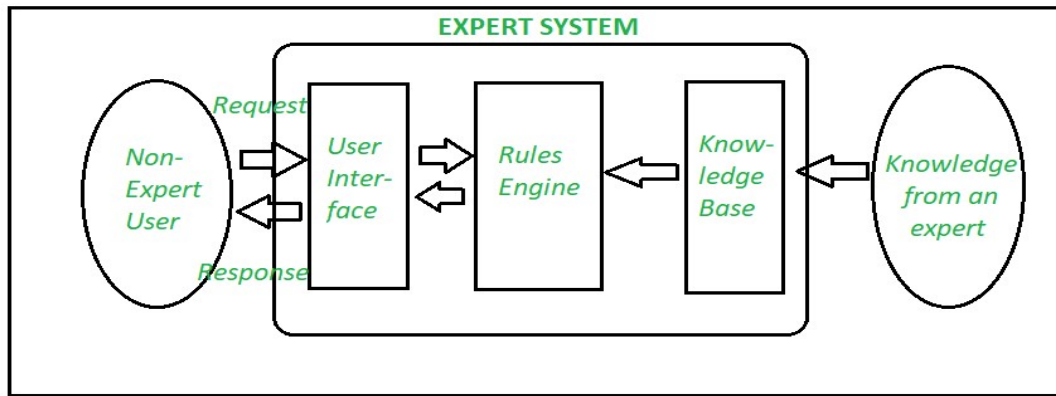 EXPERT SYSTEM
Request
Non-
Expert
User
Response
User
Inter-
face
Rules
Engine
Know-
ledge
Base
Knowledge
from an
expert